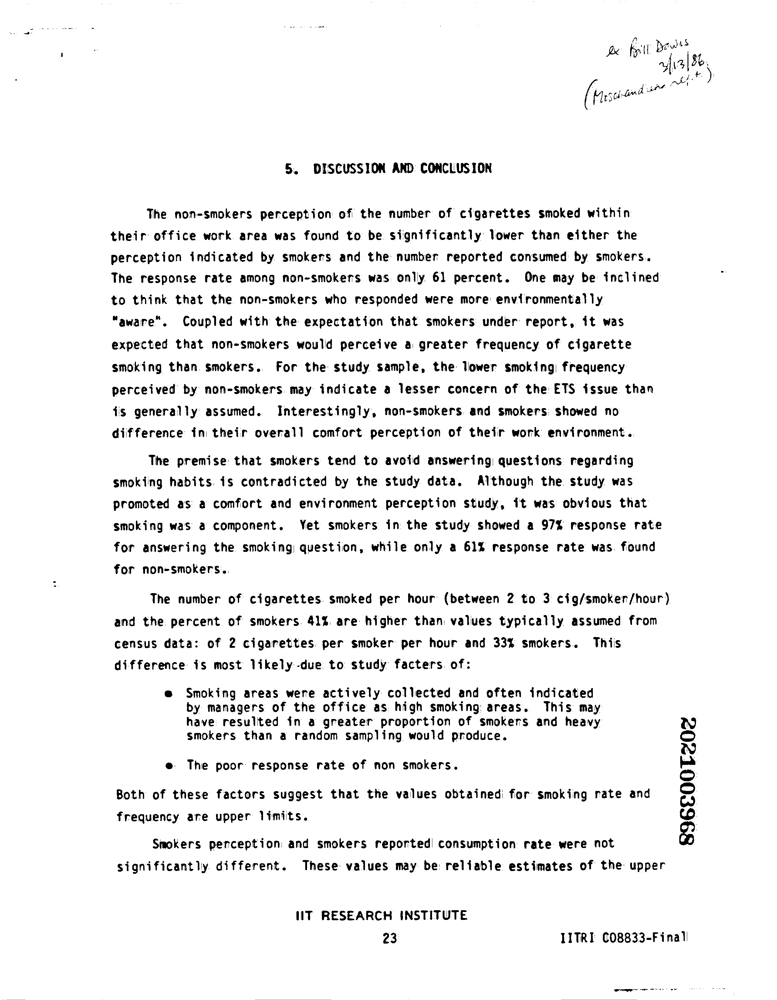 ex Bill Dawis
3/13/86
5. DISCUSSION AND CONCLUSION
The non-smokers perception of the number of cigarettes smoked within
their office work area was found to be significantly lower than either the
perception indicated by smokers and the number reported consumed by smokers.
The response rate among non-smokers was only 61 percent. One may be inclined
to think that the non-smokers who responded were more environmentally
"aware". Coupled with the expectation that smokers under report, it was
expected that non-smokers would perceive a greater frequency of cigarette
smoking than smokers. For the study sample, the lower smoking frequency
perceived by non-smokers may indicate a lesser concern of the ETS issue than
is generally assumed. Interestingly, non-smokers and smokers showed no
difference in their overall comfort perception of their work environment.
The premise that smokers tend to avoid answering questions regarding
smoking habits is contradicted by the study data. Although the study was
promoted as a comfort and environment perception study, it was obvious that
smoking was a component. Yet smokers in the study showed a 97% response rate
for answering the smoking question, while only a 61% response rate was found
for non-smokers.
The number of cigarettes smoked per hour (between 2 to 3 cig/smoker/hour)
and the percent of smokers 41% are higher than values typically assumed from
census data: of 2 cigarettes per smoker per hour and 33% smokers. This
difference is most likely due to study facters of:
• Smoking areas were actively collected and often indicated
by managers of the office as high smoking areas. This may
have resulted in a greater proportion of smokers and heavy
smokers than a random sampling would produce.
• The poor response rate of non smokers.
Both of these factors suggest that the values obtained for smoking rate and
frequency are upper limits.
Smokers perception and smokers reported consumption rate were not
significantly different. These values may be reliable estimates of the upper
IIT RESEARCH INSTITUTE
23
IITRI C08833-Final
2021003968